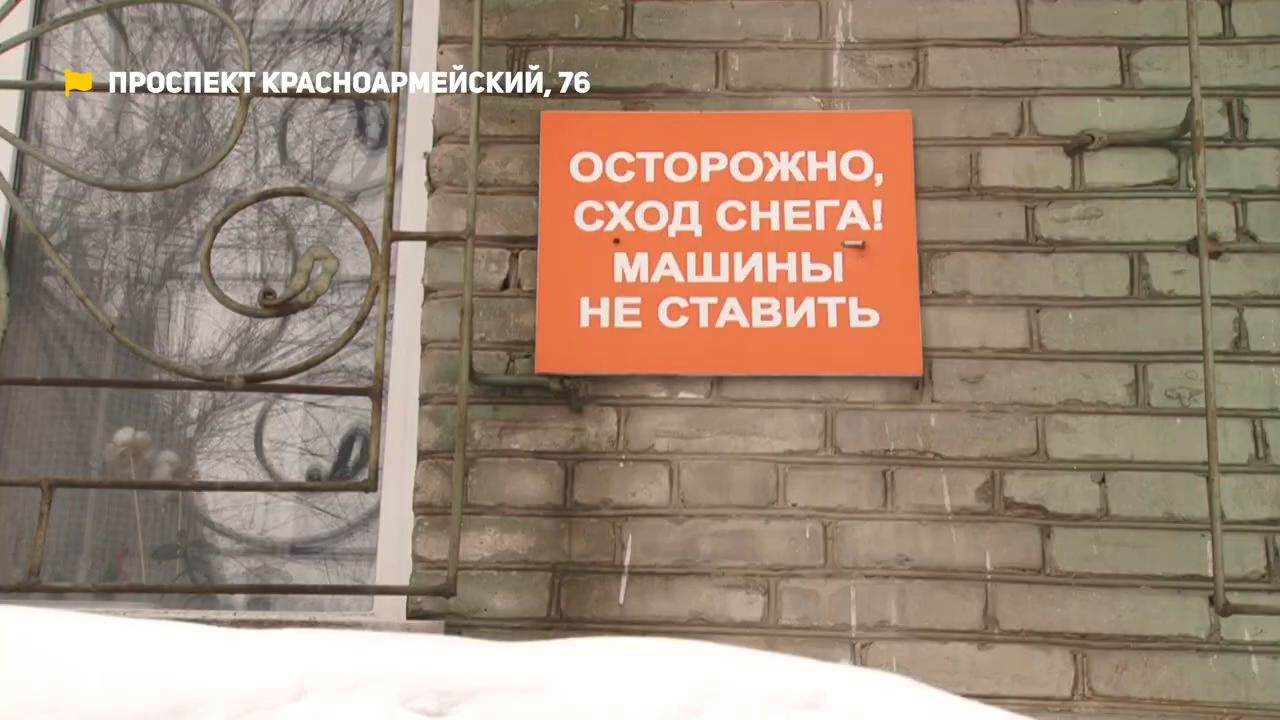 ПРОСПЕКТ КРАСНОАРМЕЙСКИЙ, 76
ОСТОРОЖНО,
СХОД СНЕГА!
МАШИНЫ
НЕ СТАВИТЬ